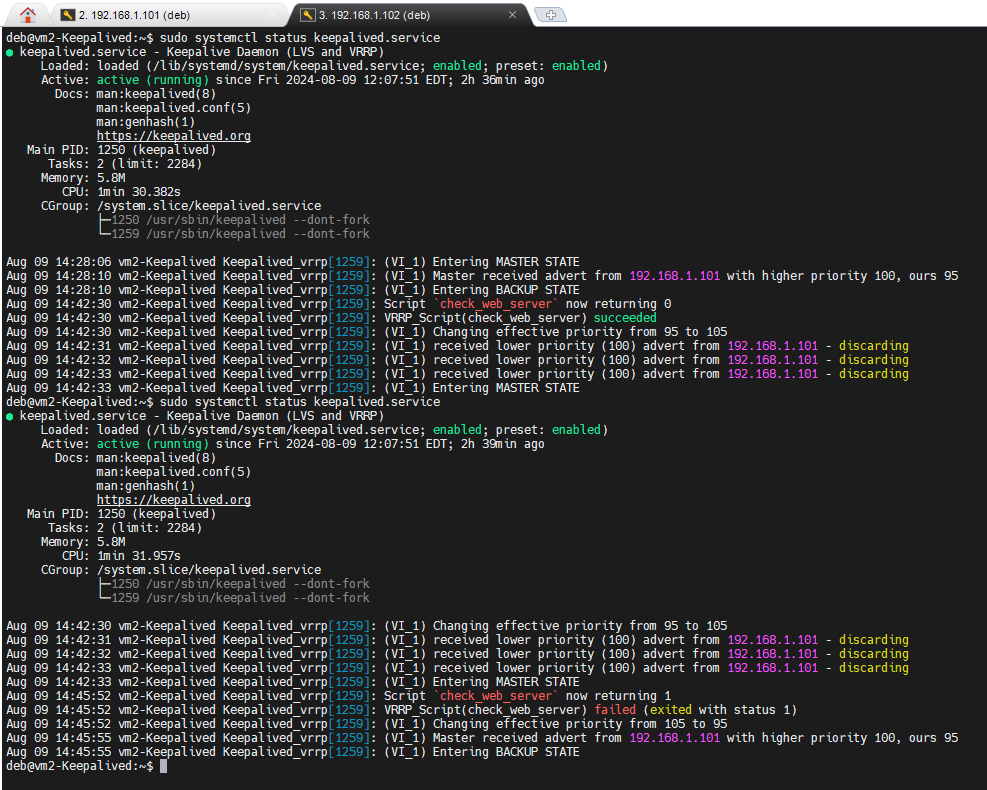 2. 192.168.1.101 (deb)
3. 192.168.1.102 (deb)
deb@vm2-Keepalived:~$ sudo systemctl status keepalived.service
● keepalived.service - Keepalive Daemon (LVS and VRRP)
Loaded: loaded (/lib/systemd/system/keepalived.service; enabled; preset: enabled)
Active: active (running) since Fri 2024-08-09 12:07:51 EDT; 2h 36min ago
Docs: man:keepalived(8)
man:keepalived.conf(5)
man:genhash(1)
https://keepalived.org
Main PID: 1250 (keepalived)
Tasks: 2 (limit: 2284)
Memory: 5.8M
CPU: 1min 30.382s
CGroup: /system.slice/keepalived.service
├─1250 /usr/sbin/keepalived --dont-fork
└─1259 /usr/sbin/keepalived --dont-fork
Aug 09 14:28:06 vm2-Keepalived Keepalived_vrrp[1259]: (VI_1) Entering MASTER STATE
Aug 09 14:28:10 vm2-Keepalived Keepalived_vrrp[1259]: (VI_1) Master received advert from 192.168.1.101 with higher priority 100, ours 95
Aug 09 14:28:10 vm2-Keepalived Keepalived_vrrp[1259]: (VI_1) Entering BACKUP STATE
Aug 09 14:42:30 vm2-Keepalived Keepalived_vrrp[1259]: Script `check_web_server` now returning 0
Aug 09 14:42:30 vm2-Keepalived Keepalived_vrrp[1259]: VRRP_Script(check_web_server) succeeded
Aug 09 14:42:30 vm2-Keepalived Keepalived_vrrp[1259]: (VI_1) Changing effective priority from 95 to 105
Aug 09 14:42:31 vm2-Keepalived Keepalived_vrrp[1259]: (VI_1) received lower priority (100) advert from 192.168.1.101 - discarding
Aug 09 14:42:32 vm2-Keepalived Keepalived_vrrp[1259]: (VI_1) received lower priority (100) advert from 192.168.1.101 - discarding
Aug 09 14:42:33 vm2-Keepalived Keepalived_vrrp[1259]: (VI_1) received lower priority (100) advert from 192.168.1.101 - discarding
Aug 09 14:42:33 vm2-Keepalived Keepalived_vrrp[1259]: (VI_1) Entering MASTER STATE
deb@vm2-Keepalived:~$ sudo systemctl status keepalived.service
● keepalived.service - Keepalive Daemon (LVS and VRRP)
Loaded: loaded (/lib/systemd/system/keepalived.service; enabled; preset: enabled)
Active: active (running) since Fri 2024-08-09 12:07:51 EDT; 2h 39min ago
Docs: man:keepalived(8)
man:keepalived.conf(5)
man:genhash(1)
https://keepalived.org
Main PID: 1250 (keepalived)
Tasks: 2 (limit: 2284)
Memory: 5.8M
CPU: 1min 31.957s
CGroup: /system.slice/keepalived.service
├─1250 /usr/sbin/keepalived --dont-fork
└─1259 /usr/sbin/keepalived --dont-fork
Aug 09 14:42:30 vm2-Keepalived Keepalived_vrrp[1259]: (VI_1) Changing effective priority from 95 to 105
Aug 09 14:42:31 vm2-Keepalived Keepalived_vrrp[1259]: (VI_1) received lower priority (100) advert from 192.168.1.101 - discarding
Aug 09 14:42:32 vm2-Keepalived Keepalived_vrrp[1259]: (VI_1) received lower priority (100) advert from 192.168.1.101 - discarding
Aug 09 14:42:33 vm2-Keepalived Keepalived_vrrp[1259]: (VI_1) received lower priority (100) advert from 192.168.1.101 - discarding
Aug 09 14:42:33 vm2-Keepalived Keepalived_vrrp[1259]: (VI_1) Entering MASTER STATE
Aug 09 14:45:52 vm2-Keepalived Keepalived_vrrp[1259]: Script `check_web_server` now returning 1
Aug 09 14:45:52 vm2-Keepalived Keepalived_vrrp[1259]: VRRP_Script(check_web_server) failed (exited with status 1)
Aug 09 14:45:52 vm2-Keepalived Keepalived_vrrp[1259]: (VI_1) Changing effective priority from 105 to 95
Aug 09 14:45:55 vm2-Keepalived Keepalived_vrrp[1259]: (VI_1) Master received advert from 192.168.1.101 with higher priority 100, ours 95
Aug 09 14:45:55 vm2-Keepalived Keepalived_vrrp[1259]: (VI_1) Entering BACKUP STATE
deb@vm2-Keepalived:~$